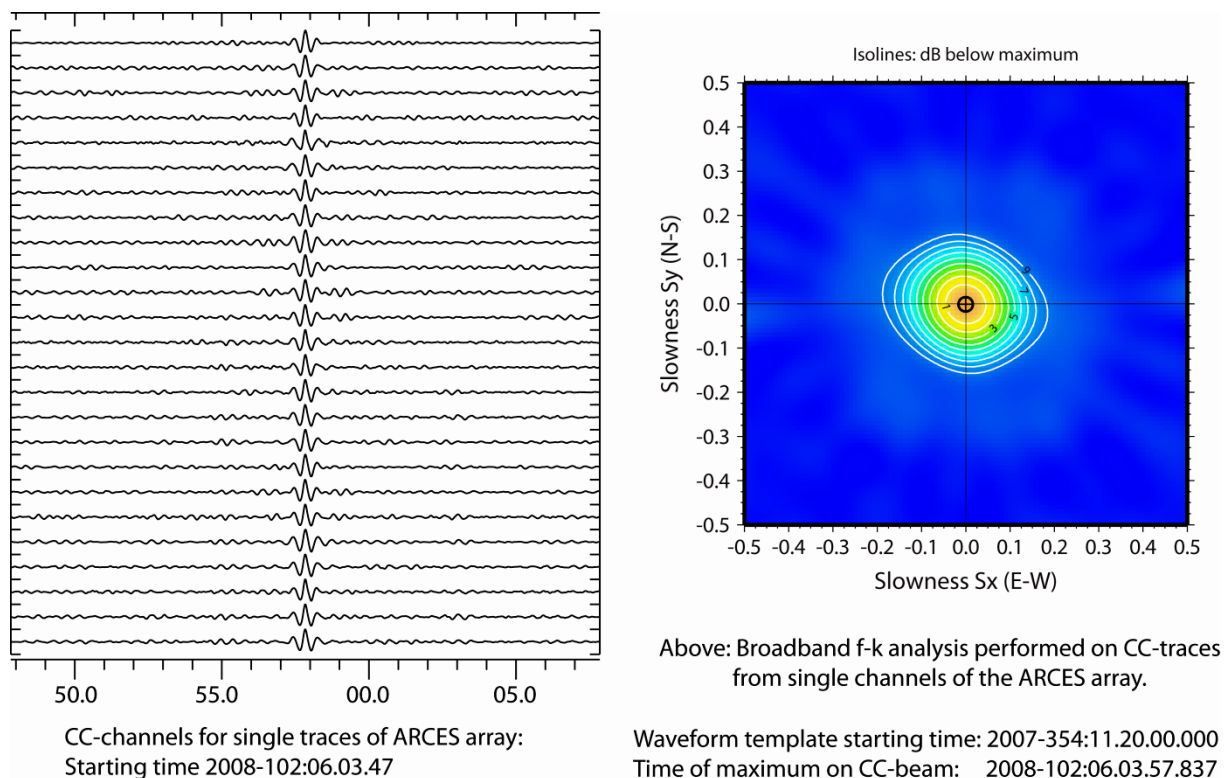 50.0 55.0 00.0 05.0
CC-channels for single traces of ARCES array:
Starting time 2008-102:06.03.47
Isolines: dB below maximum
0.5
0.4
0.3
0.2
0.1
0.0
-0.1
-0.2
-0.3
-0.4
-0.5
Slowness Sy (N-S)
1 3 5 7 9
-0.5 -0.4 -0.3 -0.2 -0.1 0.0 0.1 0.2 0.3 0.4 0.5
Slowness Sx (E-W)
Above: Broadband f-k analysis performed on CC-traces
from single channels of the ARCES array.
Waveform template starting time: 2007-354:11.20.00.000
Time of maximum on CC-beam: 2008-102:06.03.57.837